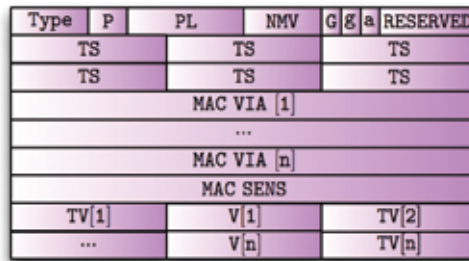 Type P PL NMV G g a RESERVED
TS TS TS
TS TS TS
MAC VIA [1]
...
MAC VIA [n]
MAC SENS
TV[1] V[1] TV[2]
... V[n] TV[n]